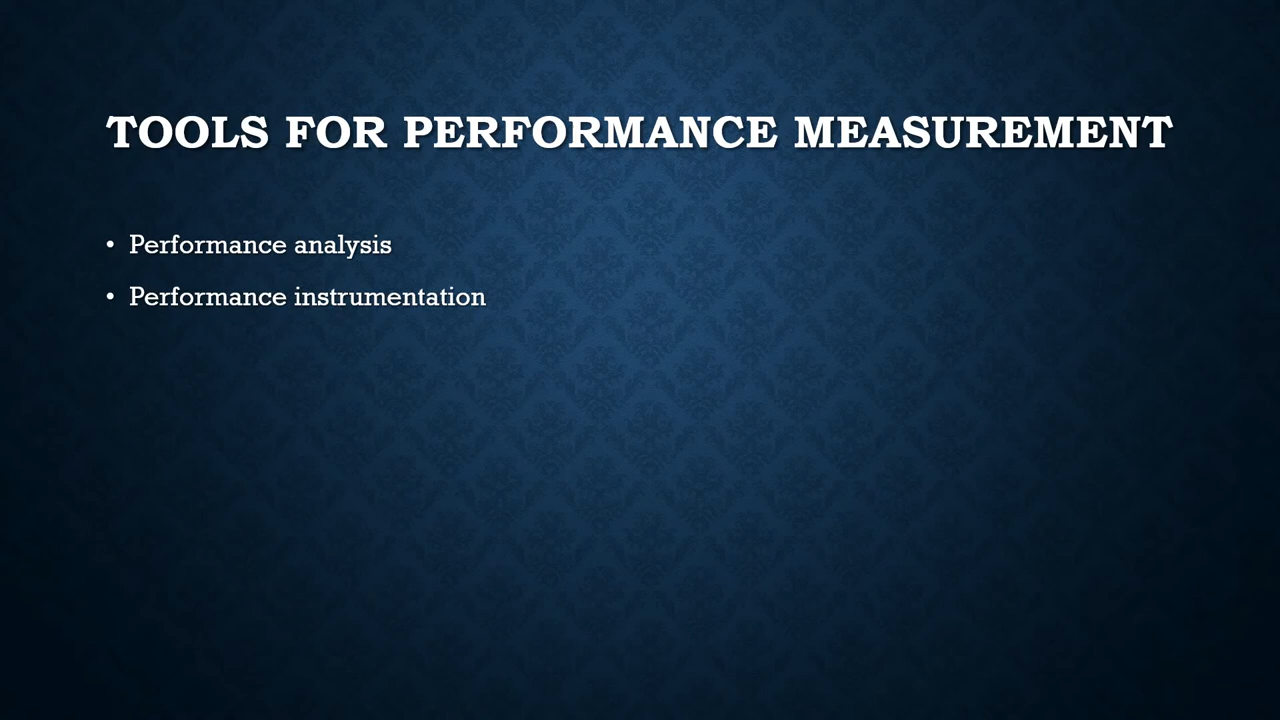 TOOLS FOR PERFORMANCE MEASUREMENT
• Performance analysis
• Performance instrumentation